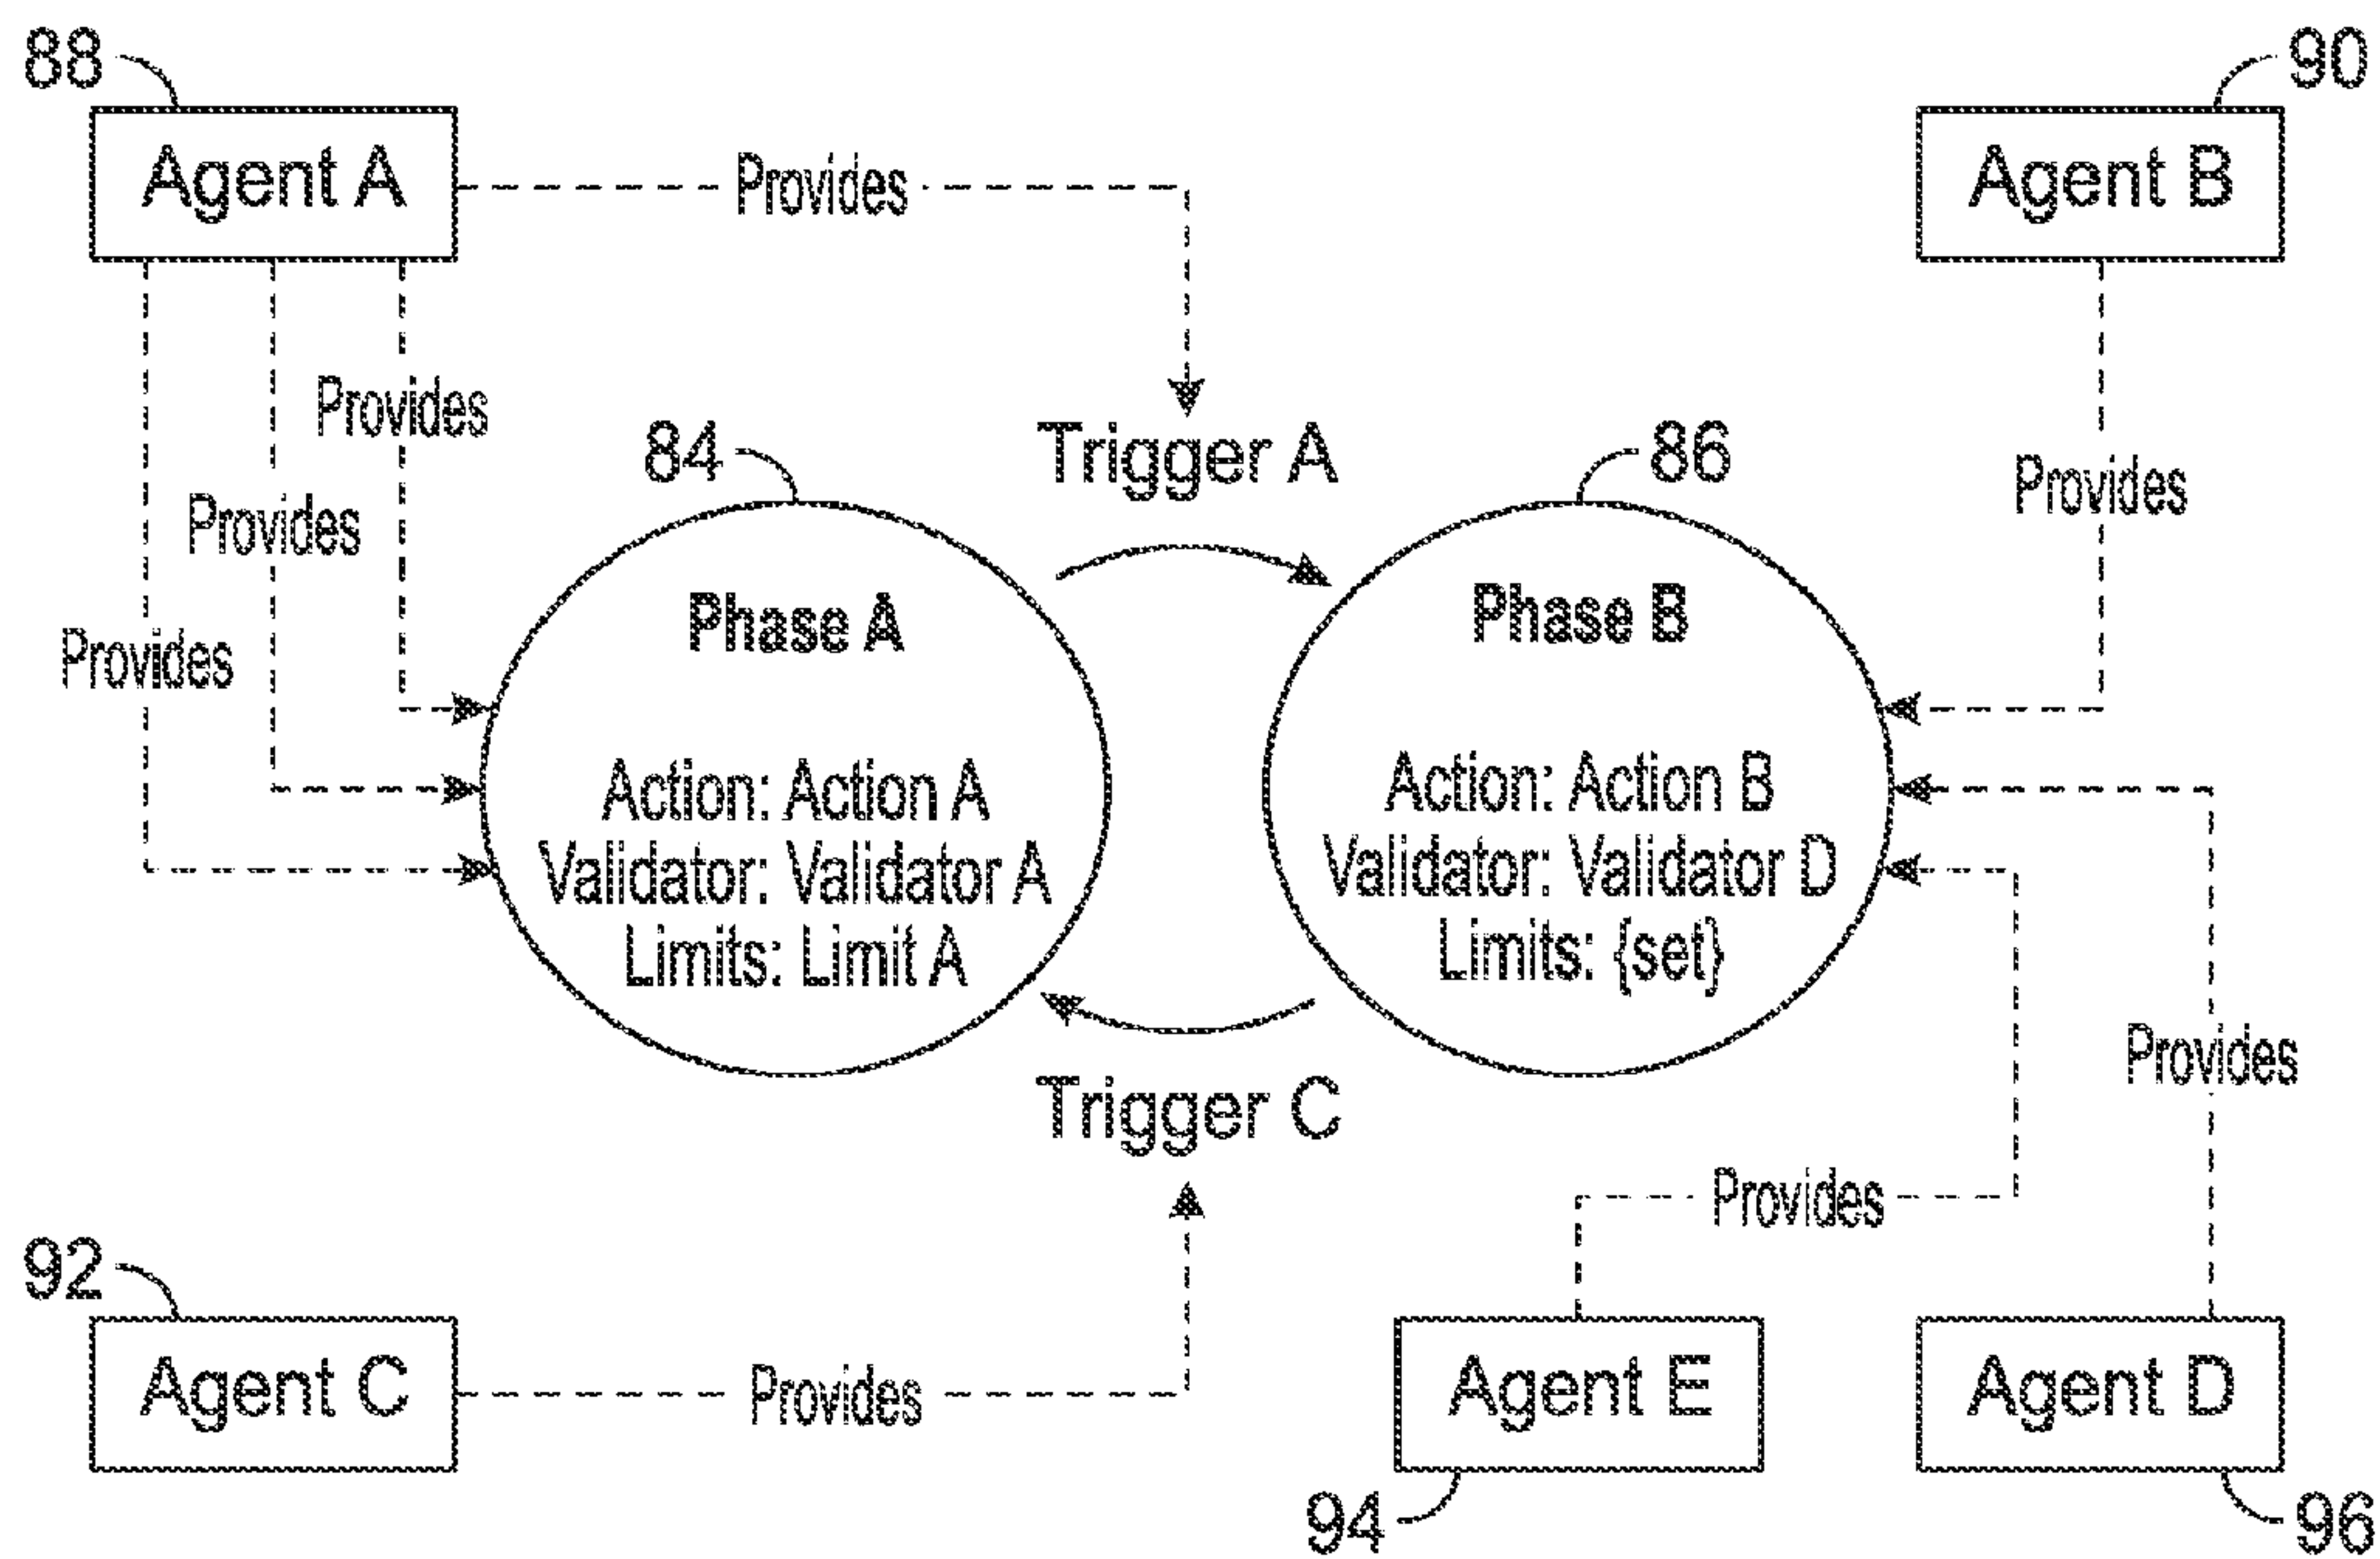 88
90
Agent A
Provides
Agent B
Provides
84
Trigger A
86
Provides
Provides
Phase A
Phase B
Provides
Action: Action A
Validator: Validator A
Limits: Limit A
Action: Action B
Validator: Validator D
Limits: {set}
Provides
Trigger C
Provides
92
Agent C
Provides
Agent E
Agent D
94
96